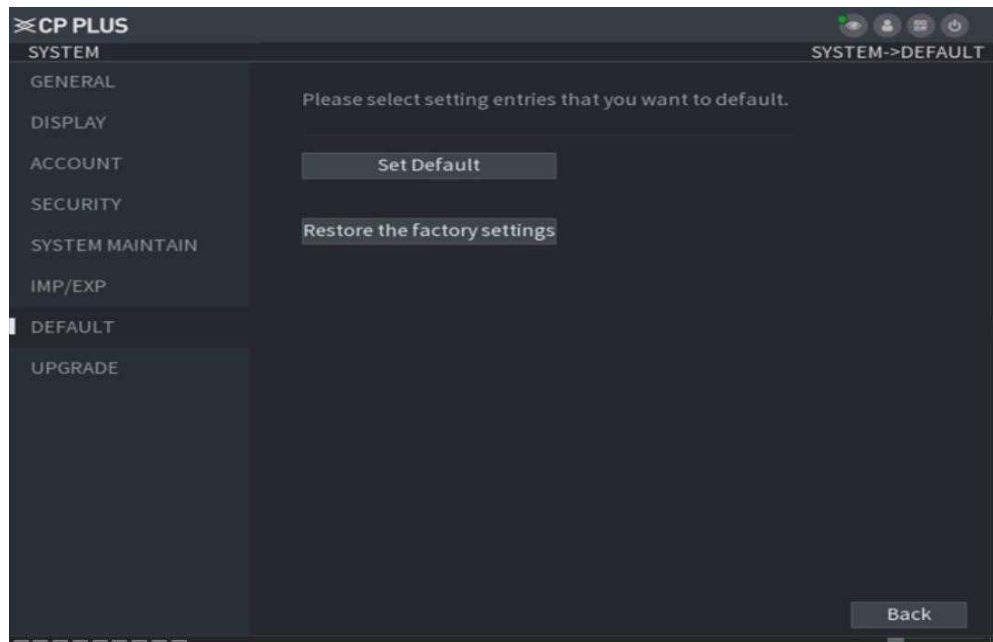 CP PLUS
SYSTEM
SYSTEM->DEFAULT
GENERAL
DISPLAY
ACCOUNT
SECURITY
SYSTEM MAINTAIN
IMP/EXP
DEFAULT
UPGRADE
Please select setting entries that you want to default.
Set Default
Restore the factory settings
Back